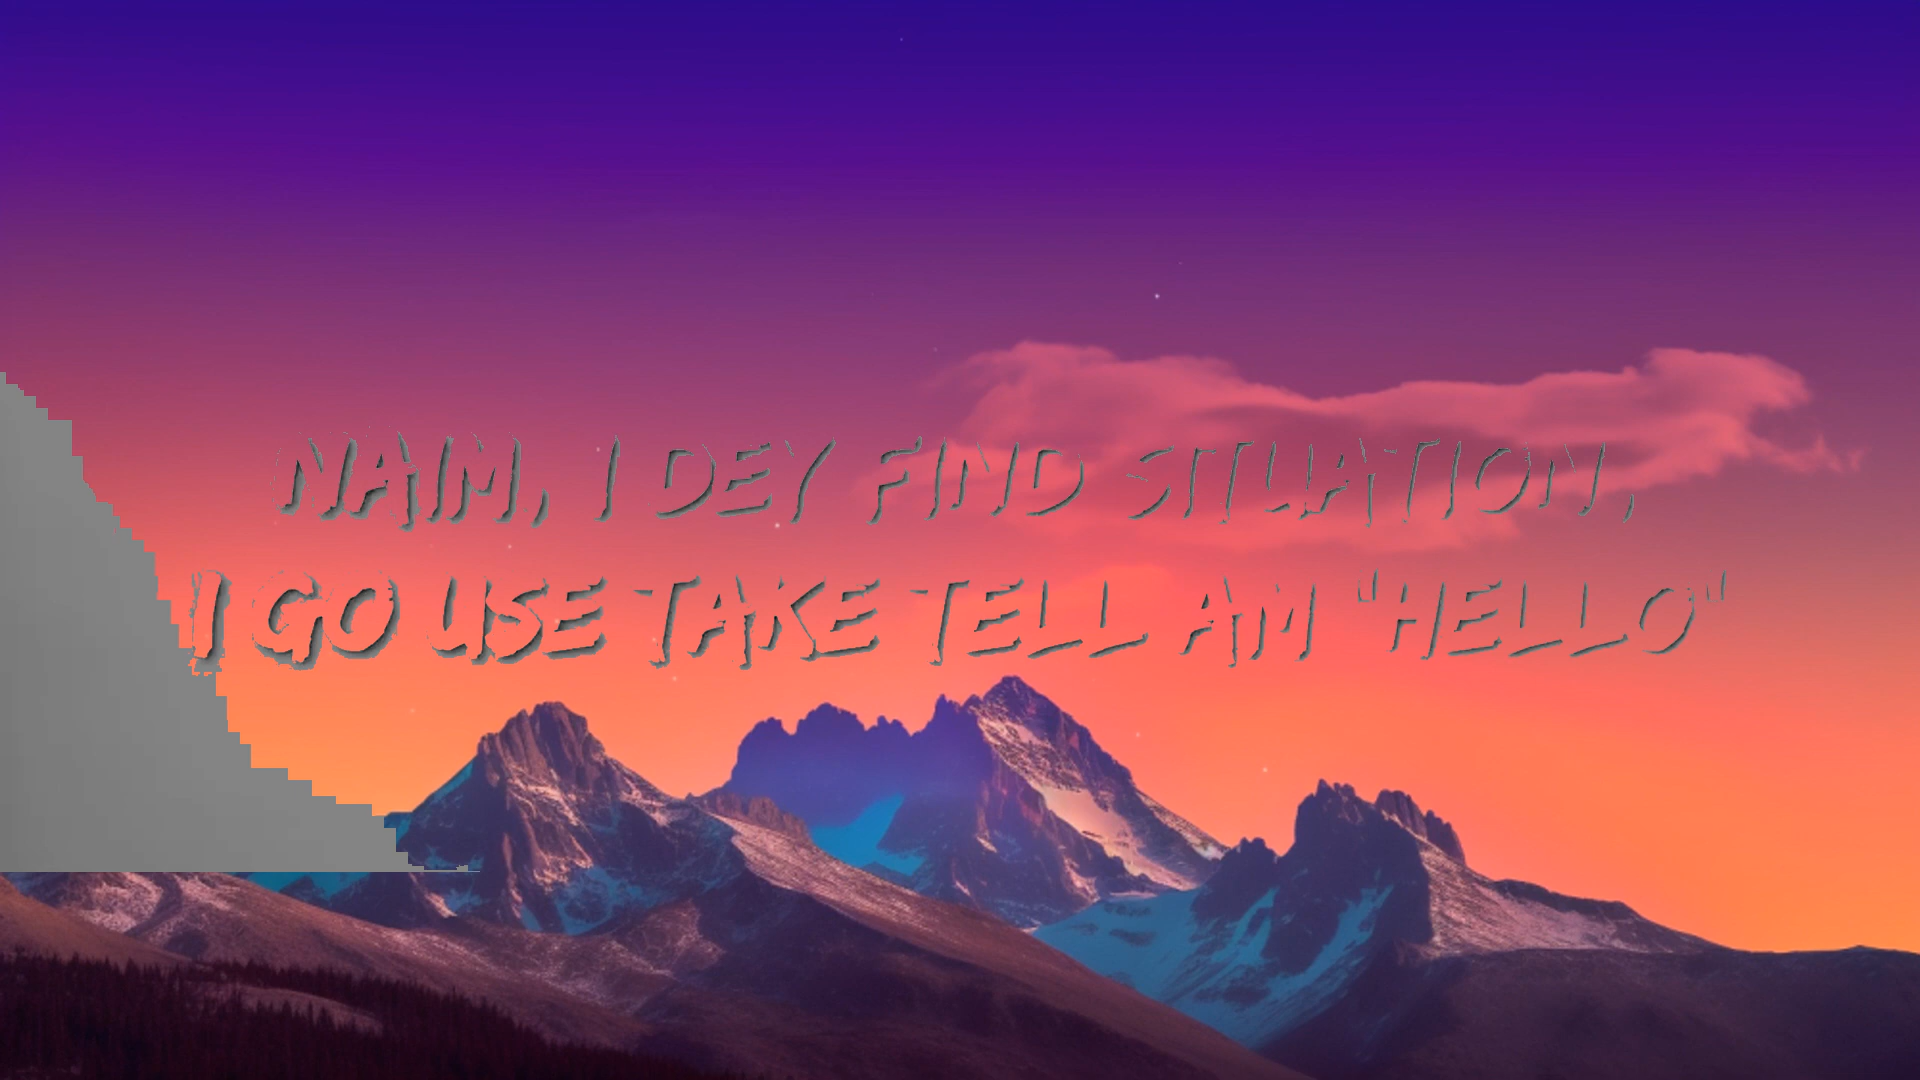 NAIM, I DEY FIND SITUATION,
I GO USE TAKE TELL AM "HELLO"